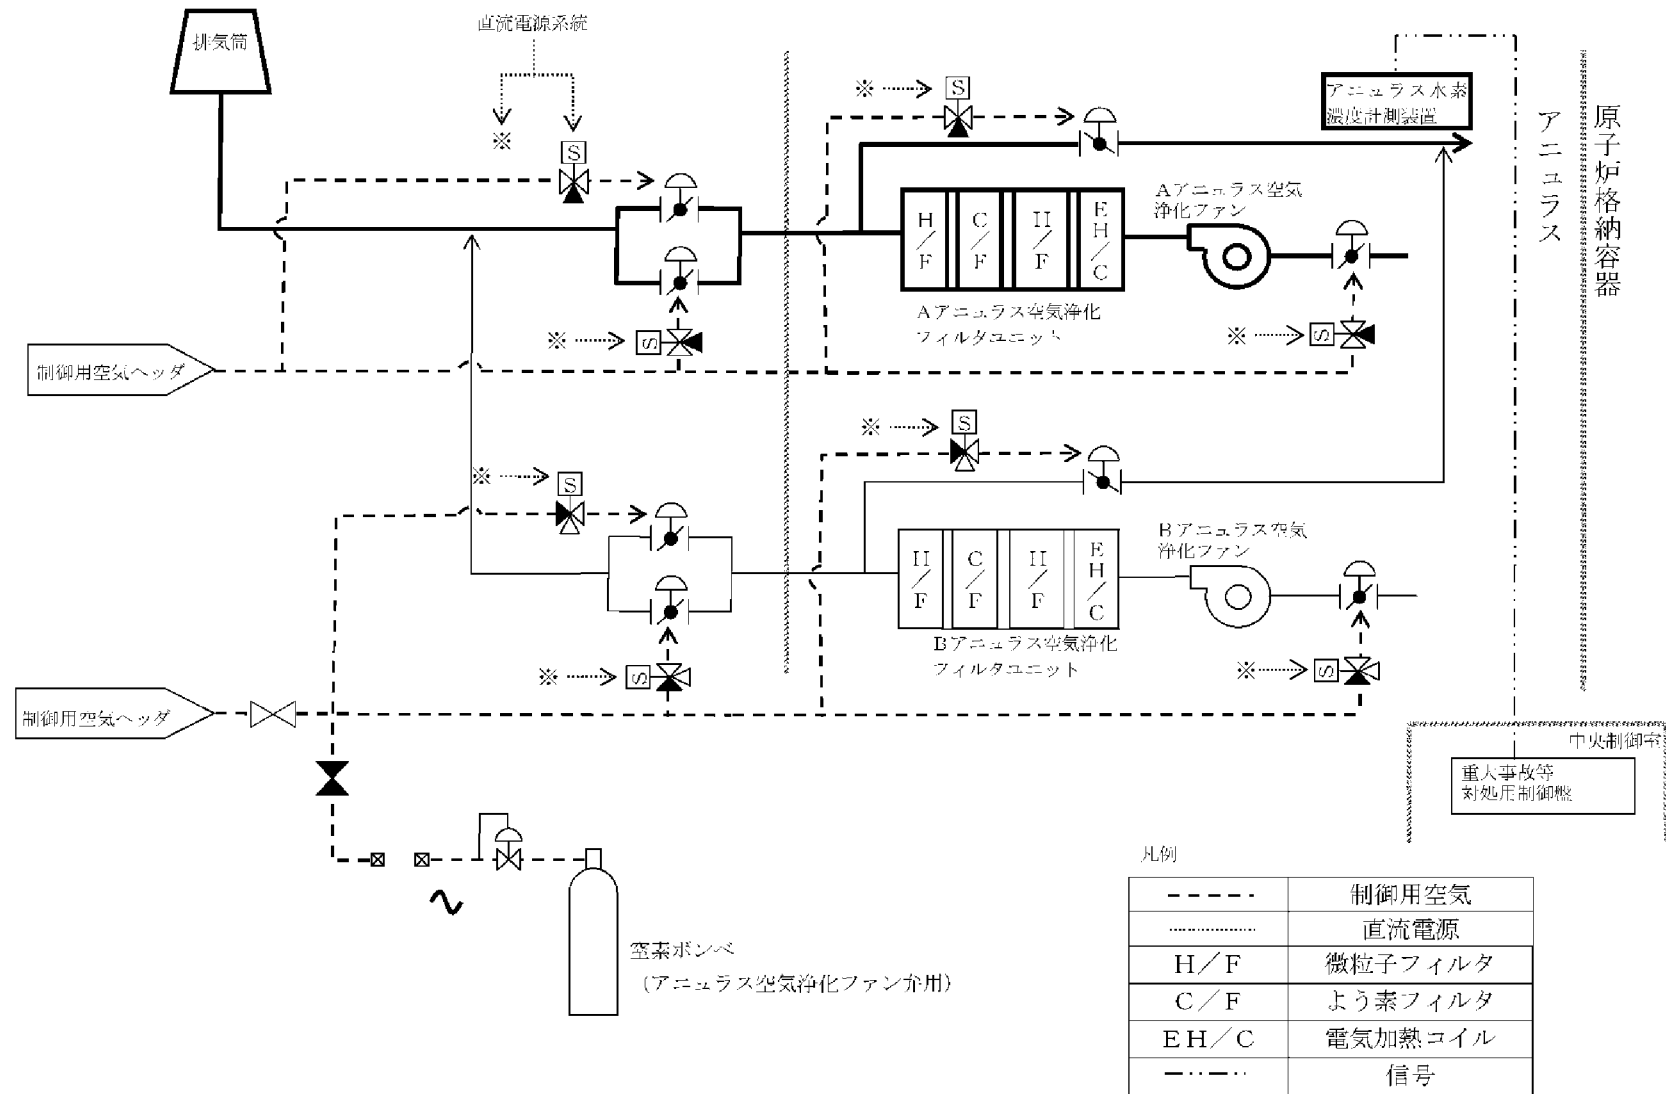 排気筒
直流電源系統
※
※
S
S
アニュラス水素
濃度計測装置
アニュラス
原子炉格納容器
H/F
C/F
H/F
EH/C
Aアニュラス空気
浄化ファン
Aアニュラス空気浄化
フィルタユニット
※
S
※
S
制御用空気ヘッダ
※
S
※
S
H/F
C/F
H/F
EH/C
Bアニュラス空気
浄化ファン
Bアニュラス空気浄化
フィルタユニット
※
S
※
S
制御用空気ヘッダ
中央制御室
重大事故等
対処用制御盤
窒素ボンベ
(アニュラス空気浄化ファン弁用)
凡例
制御用空気
直流電源
H/F 微粒子フィルタ
C/F よう素フィルタ
EH/C 電気加熱コイル
信号